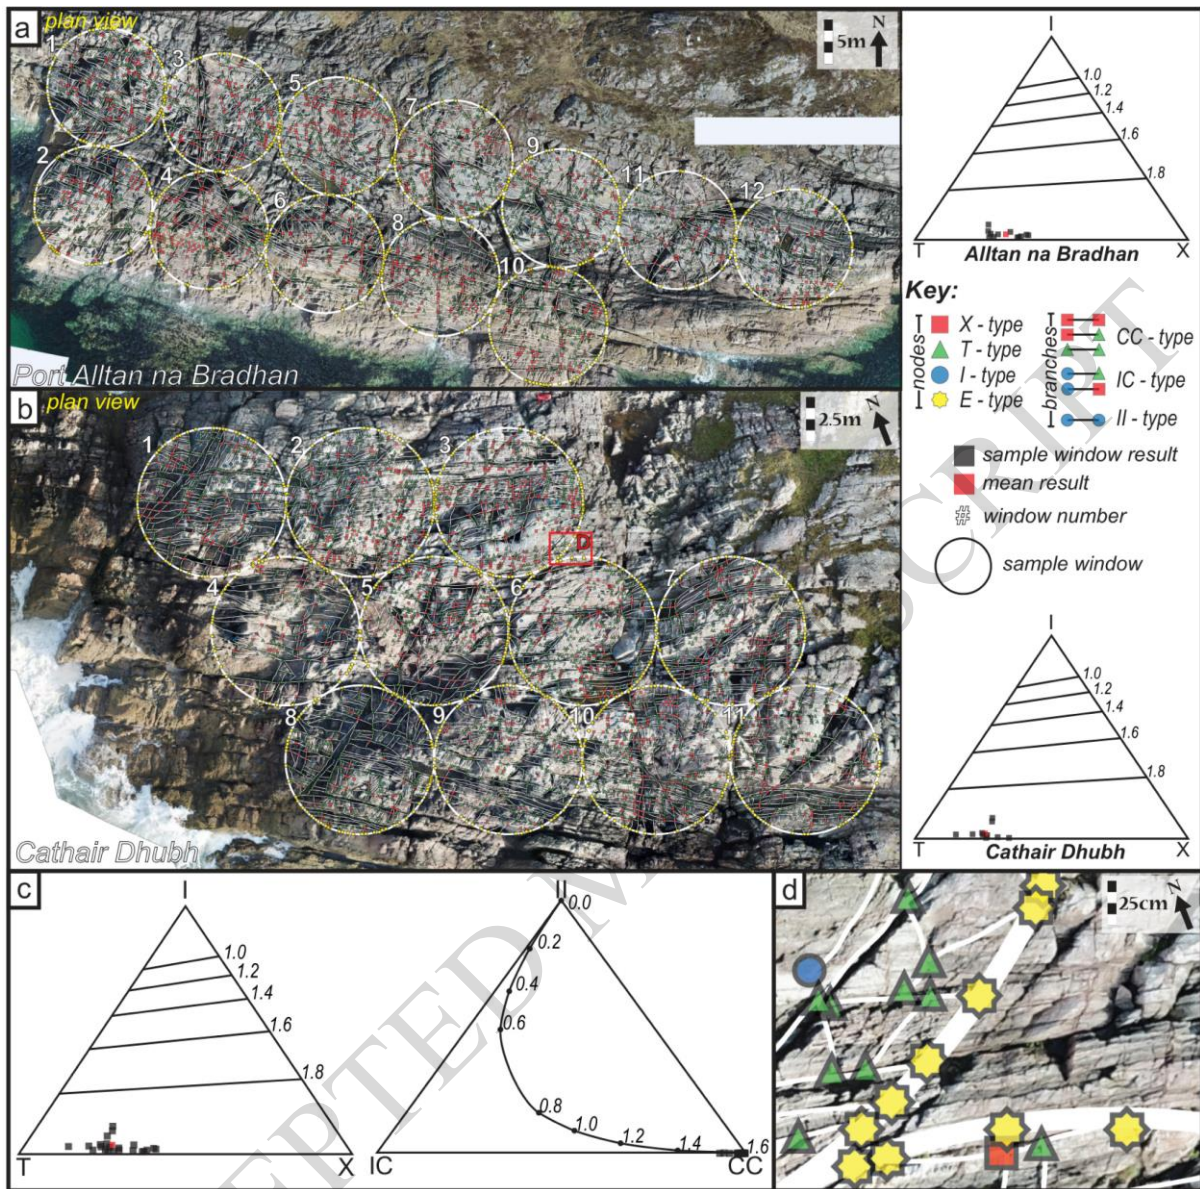 a
plan view
1
3
5
7
9
11
12
2
4
6
8
10
5m
N
Port Alltan na Bradhan
I
1.0
1.2
1.4
1.6
1.8
T
X
Alltan na Bradhan
Key:
nodes
X - type
T - type
I - type
E - type
branches
CC - type
IC - type
II - type
sample window result
mean result
# window number
sample window
b
plan view
1
2
3
4
5
6
7
8
9
10
11
D
2.5m
N
Cathair Dhubh
I
1.0
1.2
1.4
1.6
1.8
T
X
Cathair Dhubh
c
I
1.0
1.2
1.4
1.6
1.8
T
X
II
0.0
0.2
0.4
0.6
0.8
1.0
1.2
1.4
1.6
IC
CC
d
25cm
N